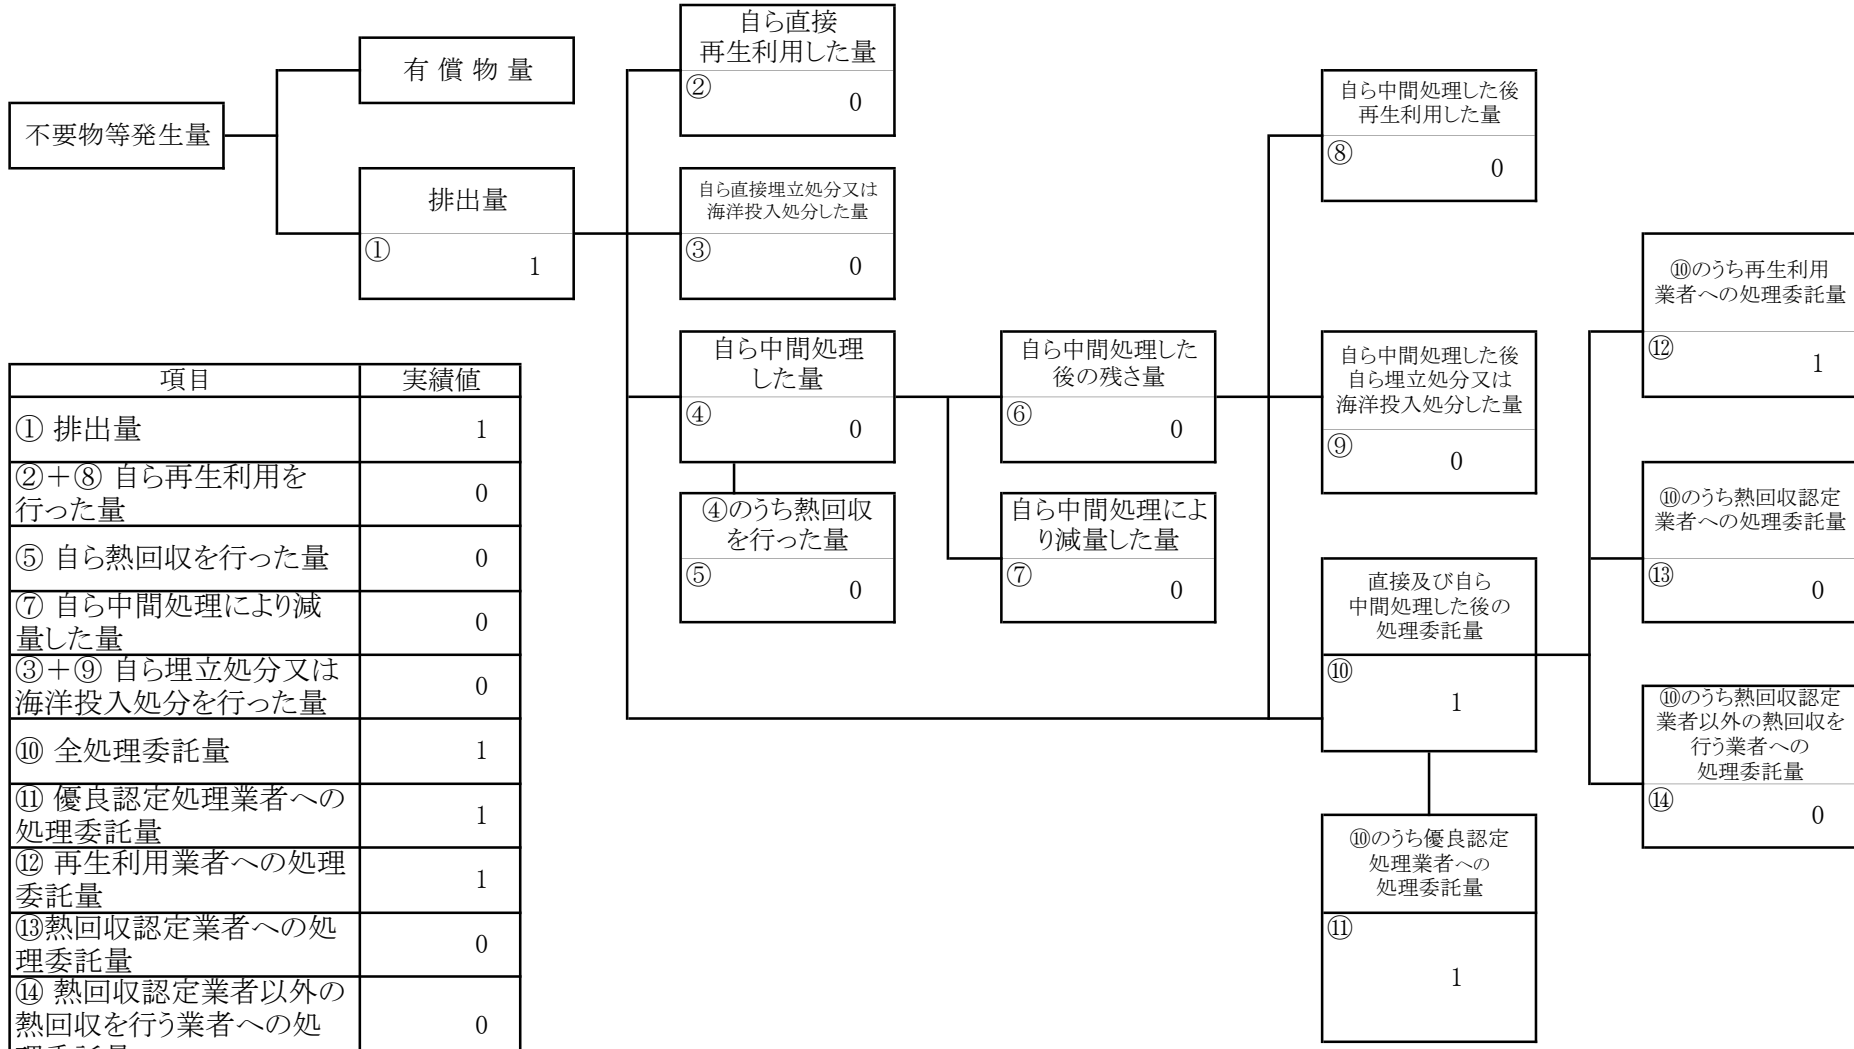 不要物等発生量
有 償 物 量
排出量
①
1
自ら直接
再生利用した量
②
0
自ら直接埋立処分又は
海洋投入処分した量
③
0
自ら中間処理
した量
④
0
④のうち熱回収
を行った量
⑤
0
自ら中間処理した
後の残さ量
⑥
0
自ら中間処理によ
り減量した量
⑦
0
自ら中間処理した後
再生利用した量
⑧
0
自ら中間処理した後
自ら埋立処分又は
海洋投入処分した量
⑨
0
直接及び自ら
中間処理した後の
処理委託量
⑩
1
⑩のうち優良認定
処理業者への
処理委託量
⑪
1
⑩のうち再生利用
業者への処理委託量
⑫
1
⑩のうち熱回収認定
業者への処理委託量
⑬
0
⑩のうち熱回収認定
業者以外の熱回収を
行う業者への
処理委託量
⑭
0
項目 実績値
① 排出量 1
②＋⑧ 自ら再生利用を
行った量 0
⑤ 自ら熱回収を行った量 0
⑦ 自ら中間処理により減
量した量 0
③＋⑨ 自ら埋立処分又は
海洋投入処分を行った量 0
⑩ 全処理委託量 1
⑪ 優良認定処理業者への
処理委託量 1
⑫ 再生利用業者への処理
委託量 1
⑬熱回収認定業者への処
理委託量 0
⑭ 熱回収認定業者以外の
熱回収を行う業者への処 0
理委託量